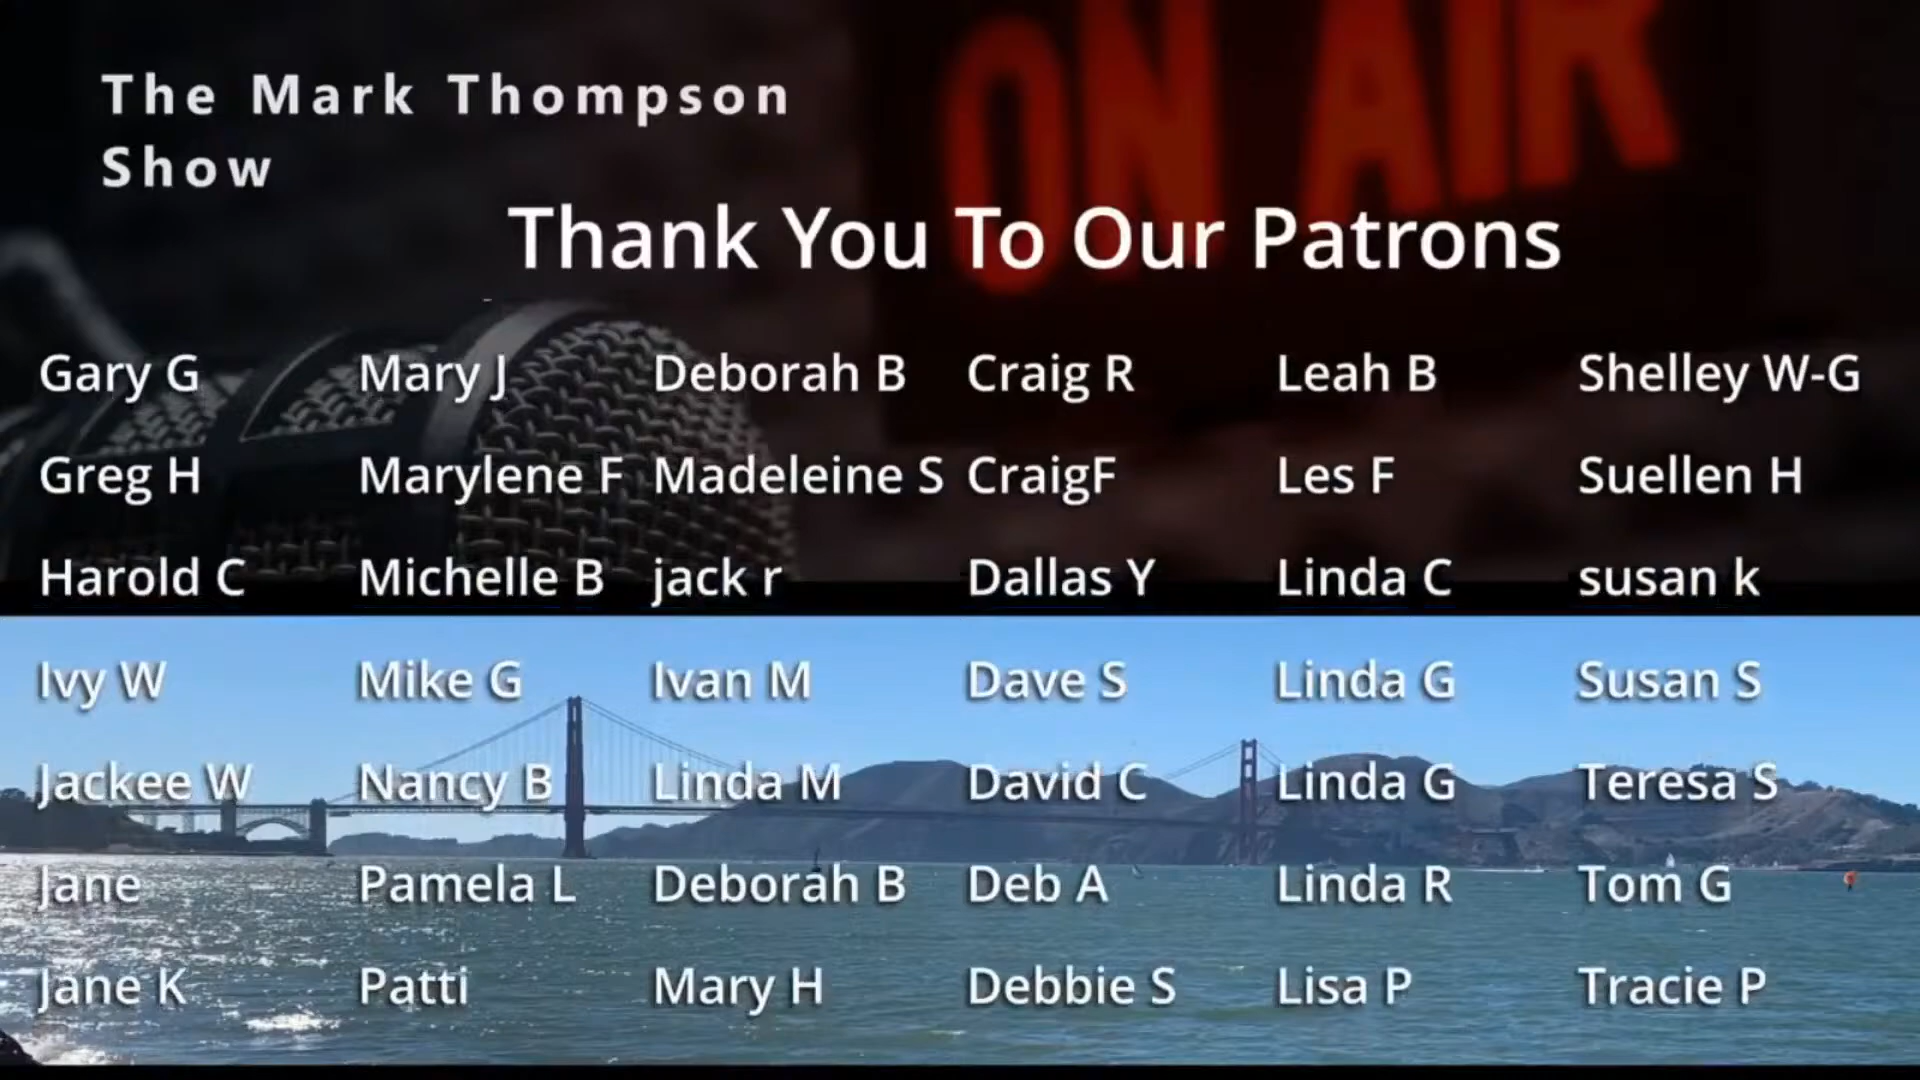 The Mark Thompson
Show
ON AIR
Thank You To Our Patrons
Gary G Mary J Deborah B Craig R Leah B Shelley W-G
Greg H Marylene F Madeleine S CraigF Les F Suellen H
Harold C Michelle B jack r Dallas Y Linda C susan k
Ivy W Mike G Ivan M Dave S Linda G Susan S
Jackee W Nancy B Linda M David C Linda G Teresa S
Jane Pamela L Deborah B Deb A Linda R Tom G
Jane K Patti Mary H Debbie S Lisa P Tracie P